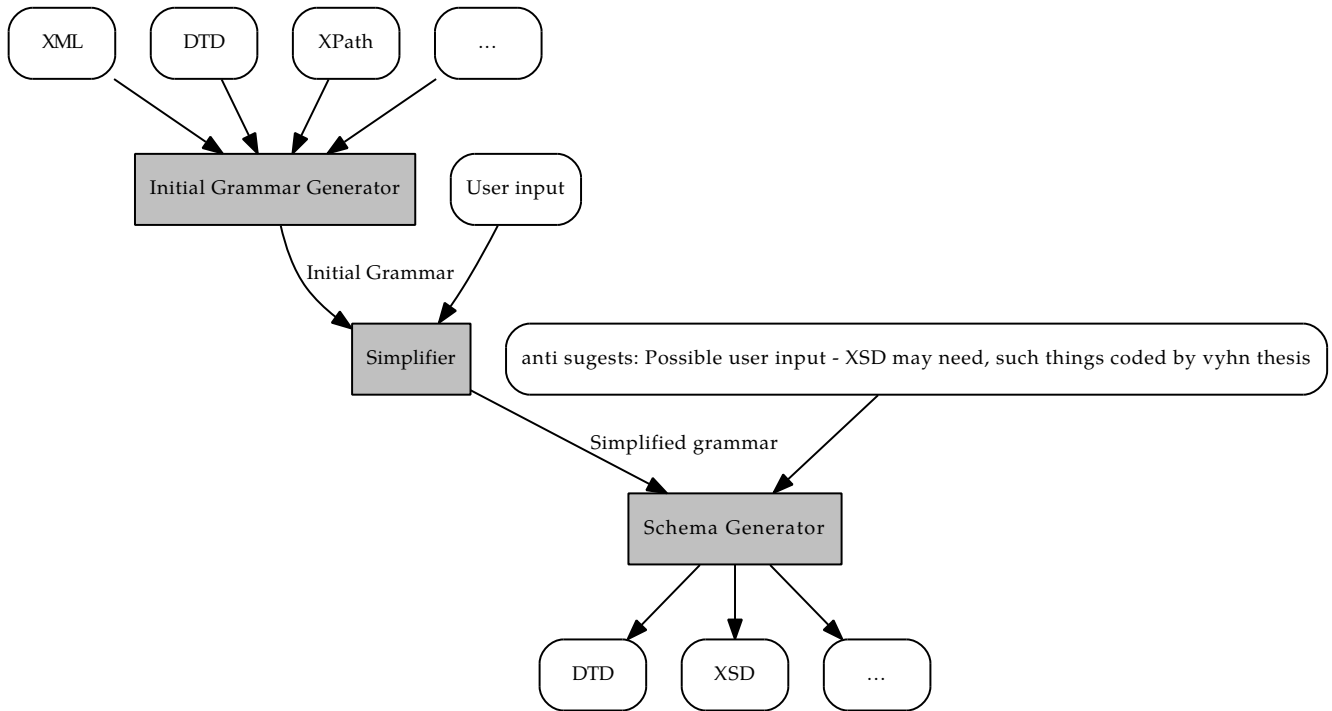 XML
DTD
XPath
...
Initial Grammar Generator
User input
Initial Grammar
Simplifier
anti sugests: Possible user input - XSD may need, such things coded by vyhn thesis
Simplified grammar
Schema Generator
DTD
XSD
...